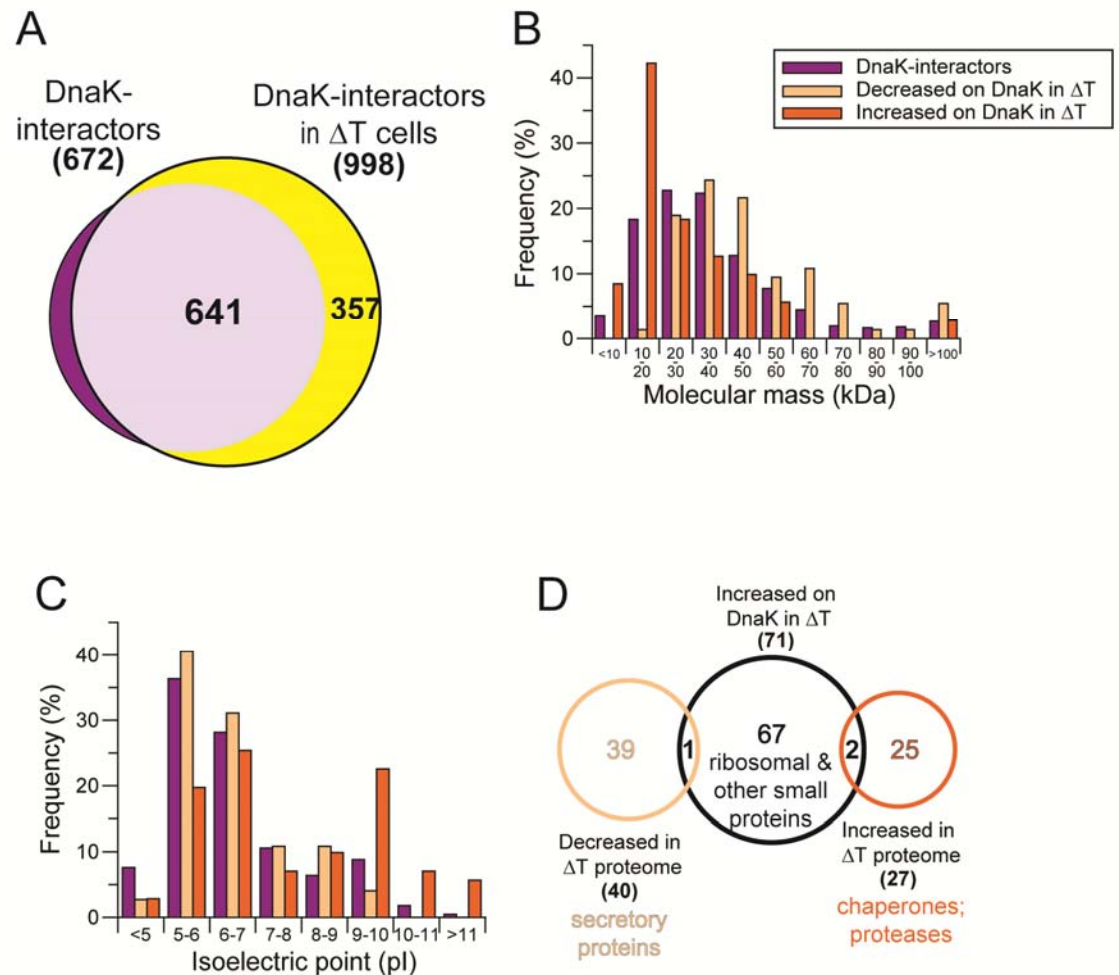 A
DnaK-
interactors
(672)
DnaK-interactors
in ΔT cells
(998)
641
357
B
Frequency (%)
40
30
20
10
0
DnaK-interactors
Decreased on DnaK in ΔT
Increased on DnaK in ΔT
<10 10-20 20-30 30-40 40-50 50-60 60-70 70-80 80-90 90-100 >100
Molecular mass (kDa)
C
Frequency (%)
40
30
20
10
0
<5 5-6 6-7 7-8 8-9 9-10 10-11 >11
Isoelectric point (pI)
D
Increased on
DnaK in ΔT
(71)
39
1
67
ribosomal &
other small
proteins
2
25
Decreased in
ΔT proteome
(40)
secretory
proteins
Increased in
ΔT proteome
(27)
chaperones;
proteases